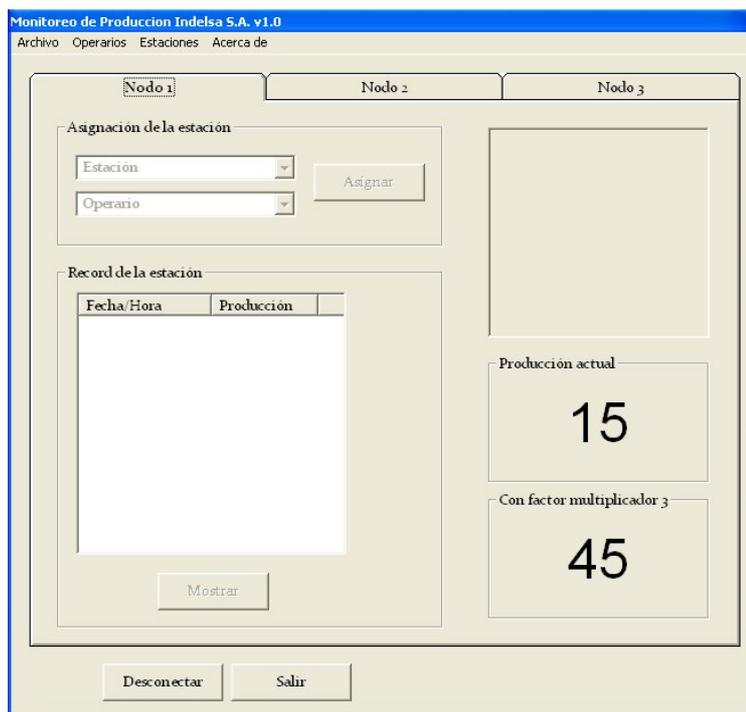 Monitoreo de Produccion Indelsa S.A. v1.0
Archivo Operarios Estaciones Acerca de
Nodo 1 Nodo 2 Nodo 3
Asignación de la estación
Estación
Asignar
Operario
Record de la estación
Fecha/Hora Producción
Producción actual
15
Con factor multiplicador 3
45
Mostrar
Desconectar Salir